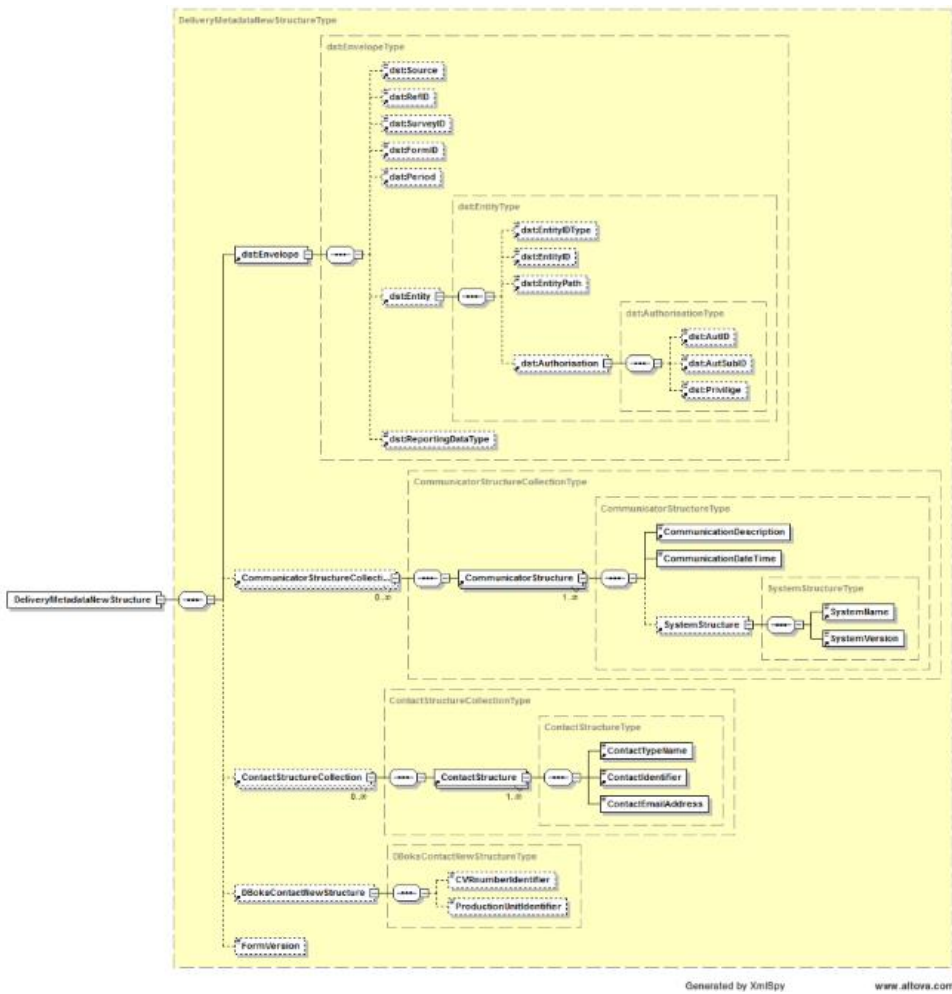 DeliveryMetadataNewStructureType
dst:EnvelopeType
dst:Source
dst:RefID
dst:SurveyID
dst:FormID
dst:Period
dst:EntityType
dst:EntityIDType
dst:Envelope
dst:EntityID
dst:EntityPath
dst:Entity
dst:AuthorisationType
dst:AutID
dst:Authorisation
dst:AutSubID
dst:Privilige
dst:ReportingDataType
CommunicatorStructureCollectionType
CommunicatorStructureType
CommunicationDescription
CommunicationDateTime
CommunicatorStructureCollecti...
0..∞
CommunicatorStructure
1..∞
SystemStructureType
DeliveryMetadataNewStructure
SystemName
SystemStructure
SystemVersion
ContactStructureCollectionType
ContactStructureType
ContactTypeName
ContactStructureCollection
0..∞
ContactStructure
1..∞
ContactIdentifier
ContactEmailAddress
DBoksContactNewStructureType
CVRnumberIdentifier
DBoksContactNewStructure
ProductionUnitIdentifier
FormVersion
Generated by XmlSpy
www.altova.com